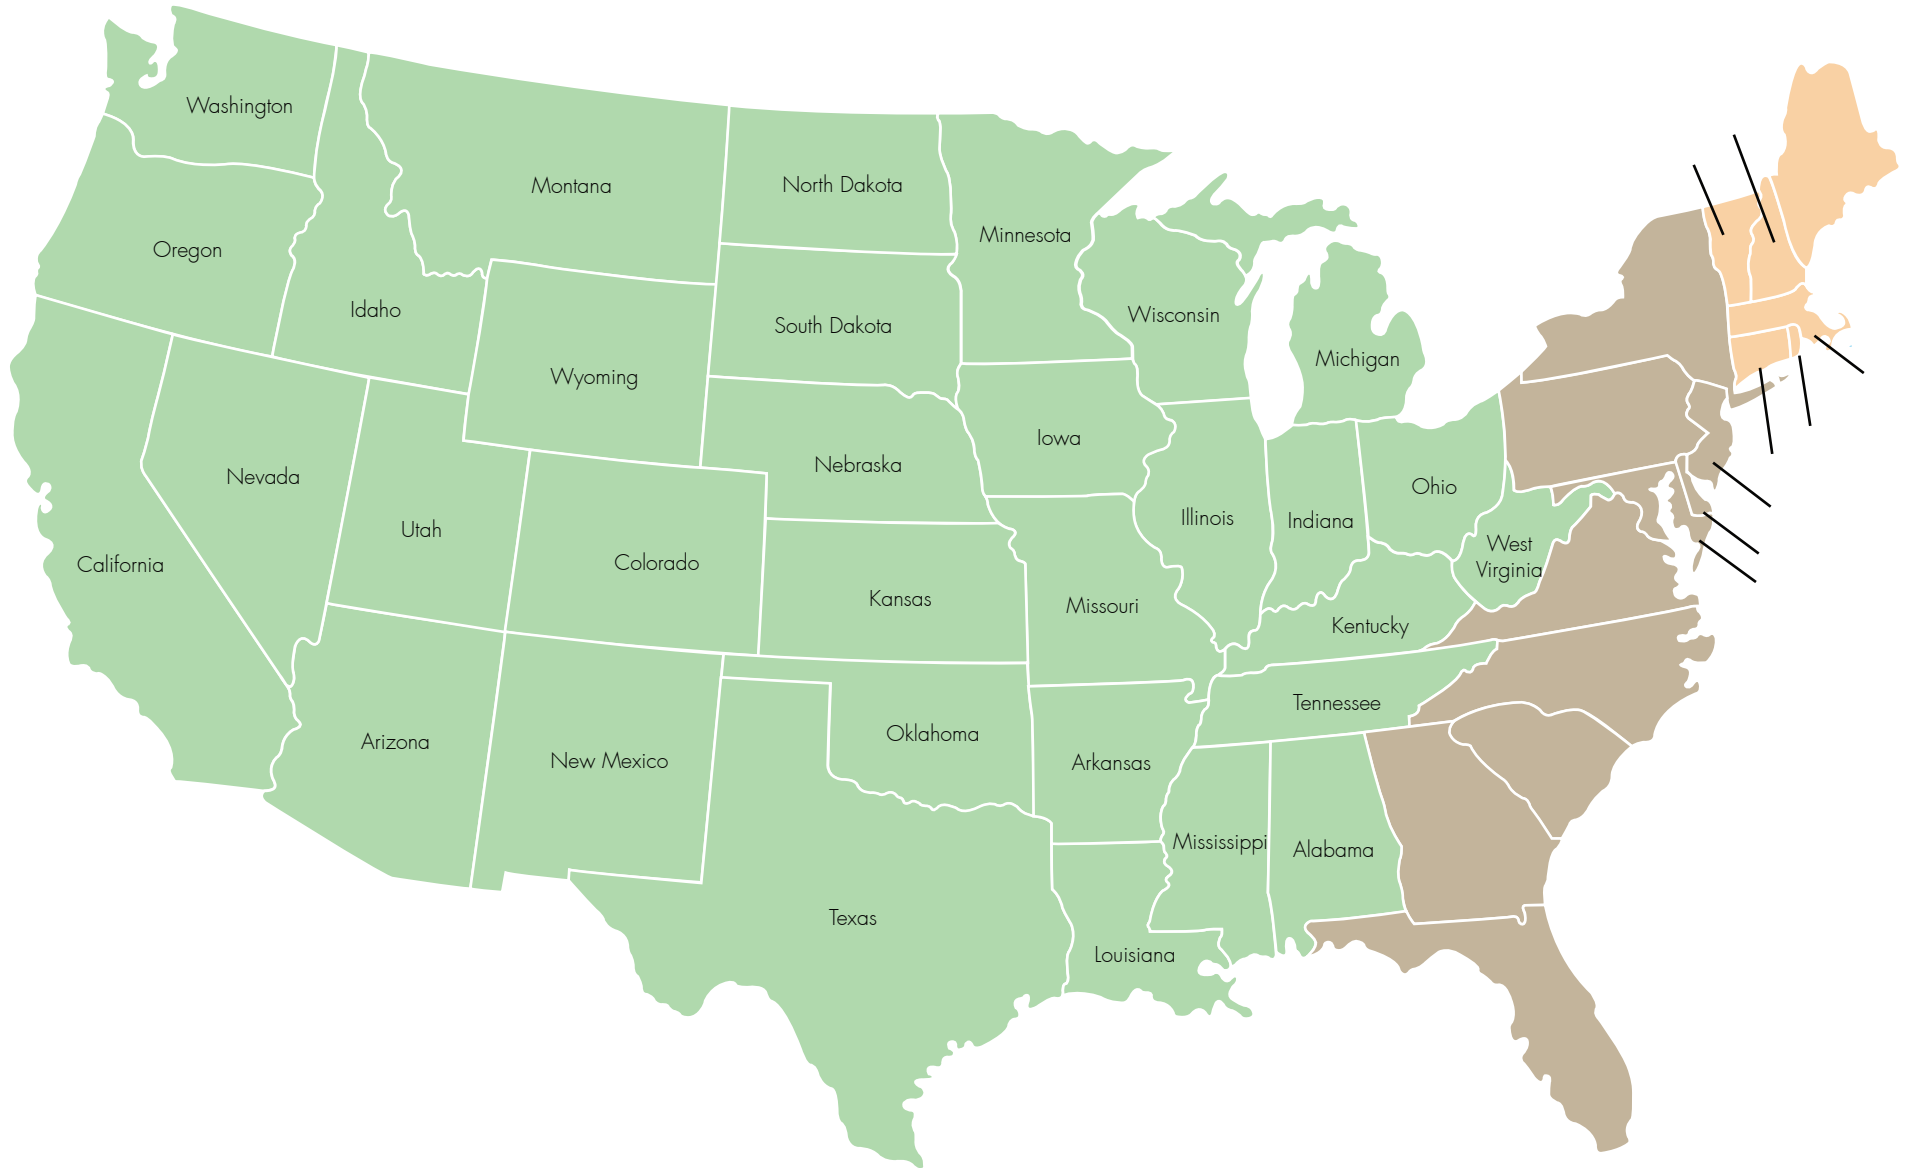 Washington
Montana
North Dakota
Minnesota
Oregon
Idaho
Wisconsin
South Dakota
Michigan
Wyoming
Iowa
Nebraska
Nevada
Ohio
Illinois
Indiana
Utah
West
Virginia
California
Colorado
Kansas
Missouri
Kentucky
Tennessee
Oklahoma
Arizona
New Mexico
Arkansas
Mississippi
Alabama
Texas
Louisiana